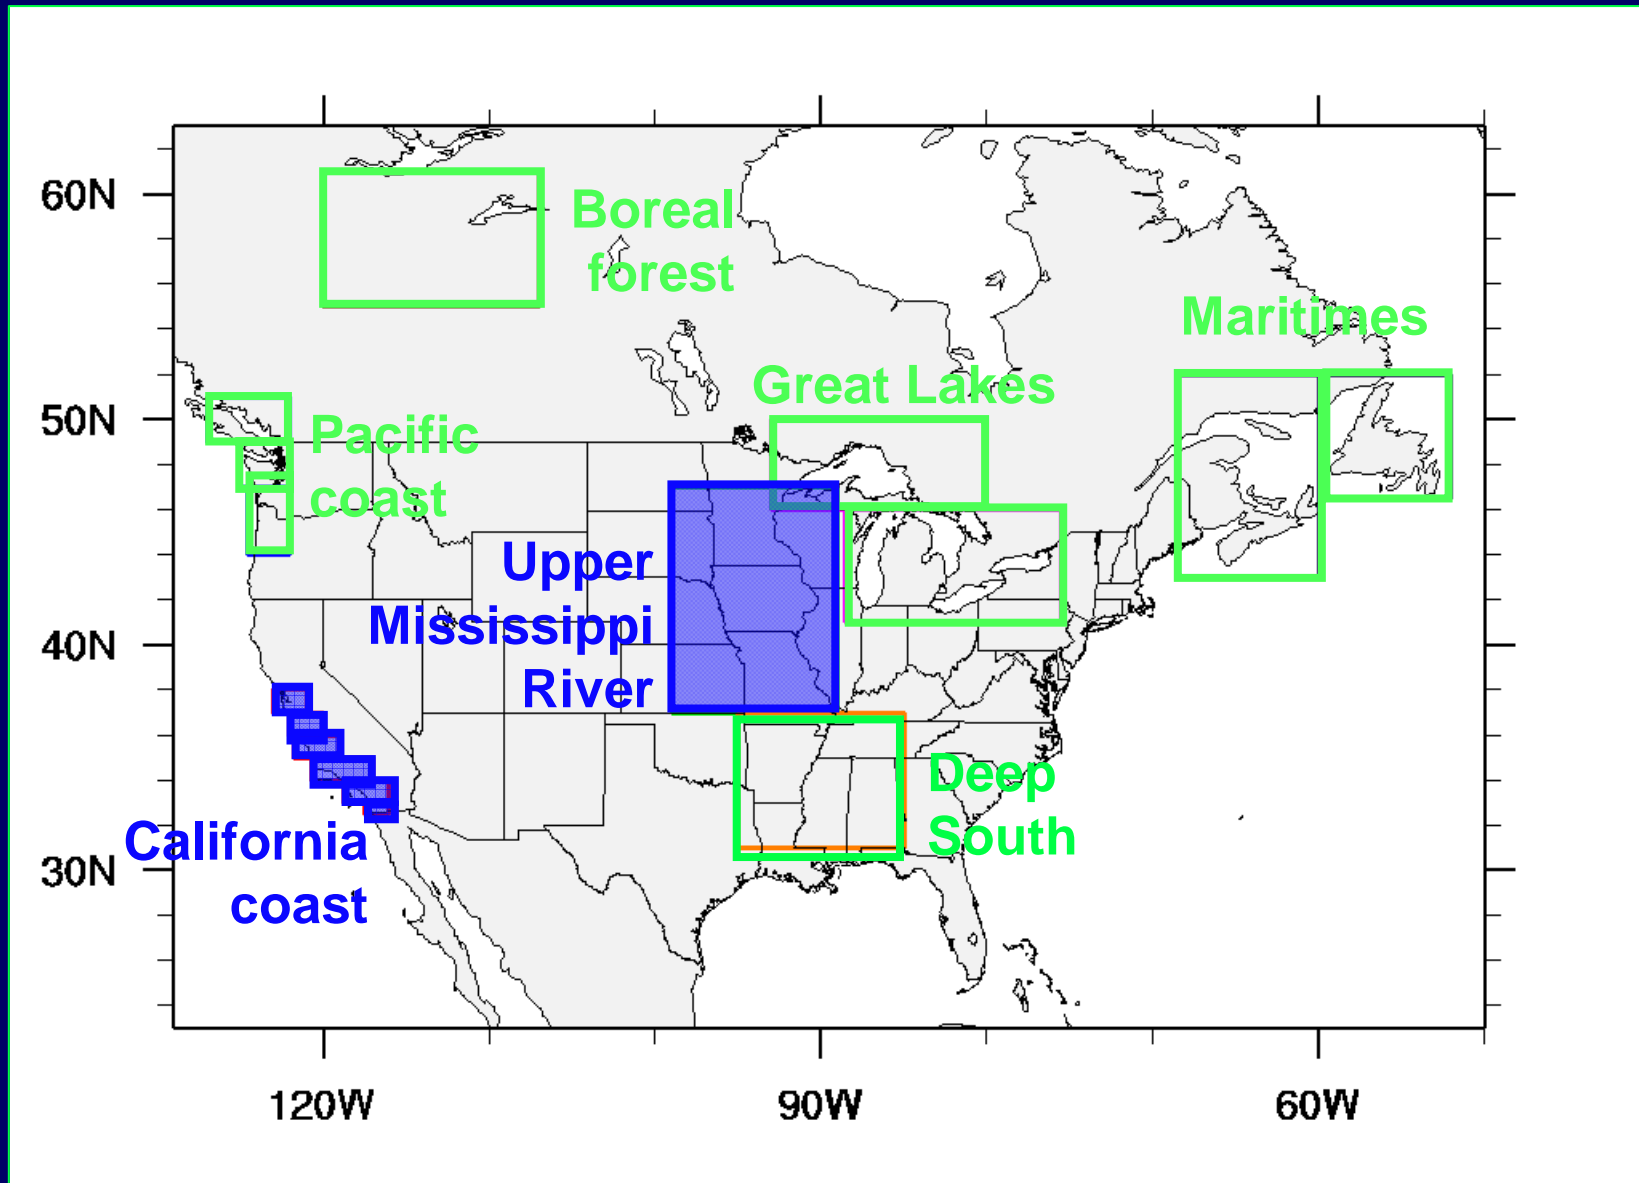 60N
Boreal
forest
Maritimes
Great Lakes
50N
Pacific
coast
Upper
Mississippi
River
40N
Deep
South
California
coast
30N
120W
90W
60W